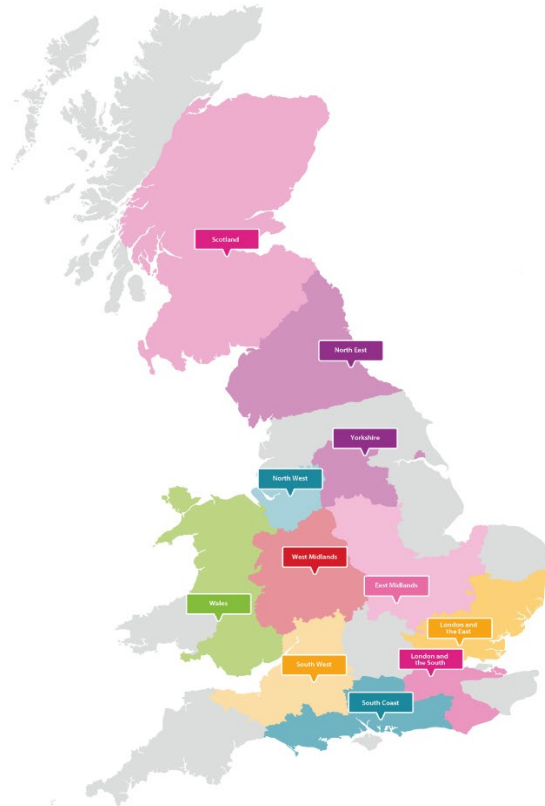 Scotland
North East
Yorkshire
North West
West Midlands
East Midlands
Wales
London and
the East
London and
the South
South West
South Coast